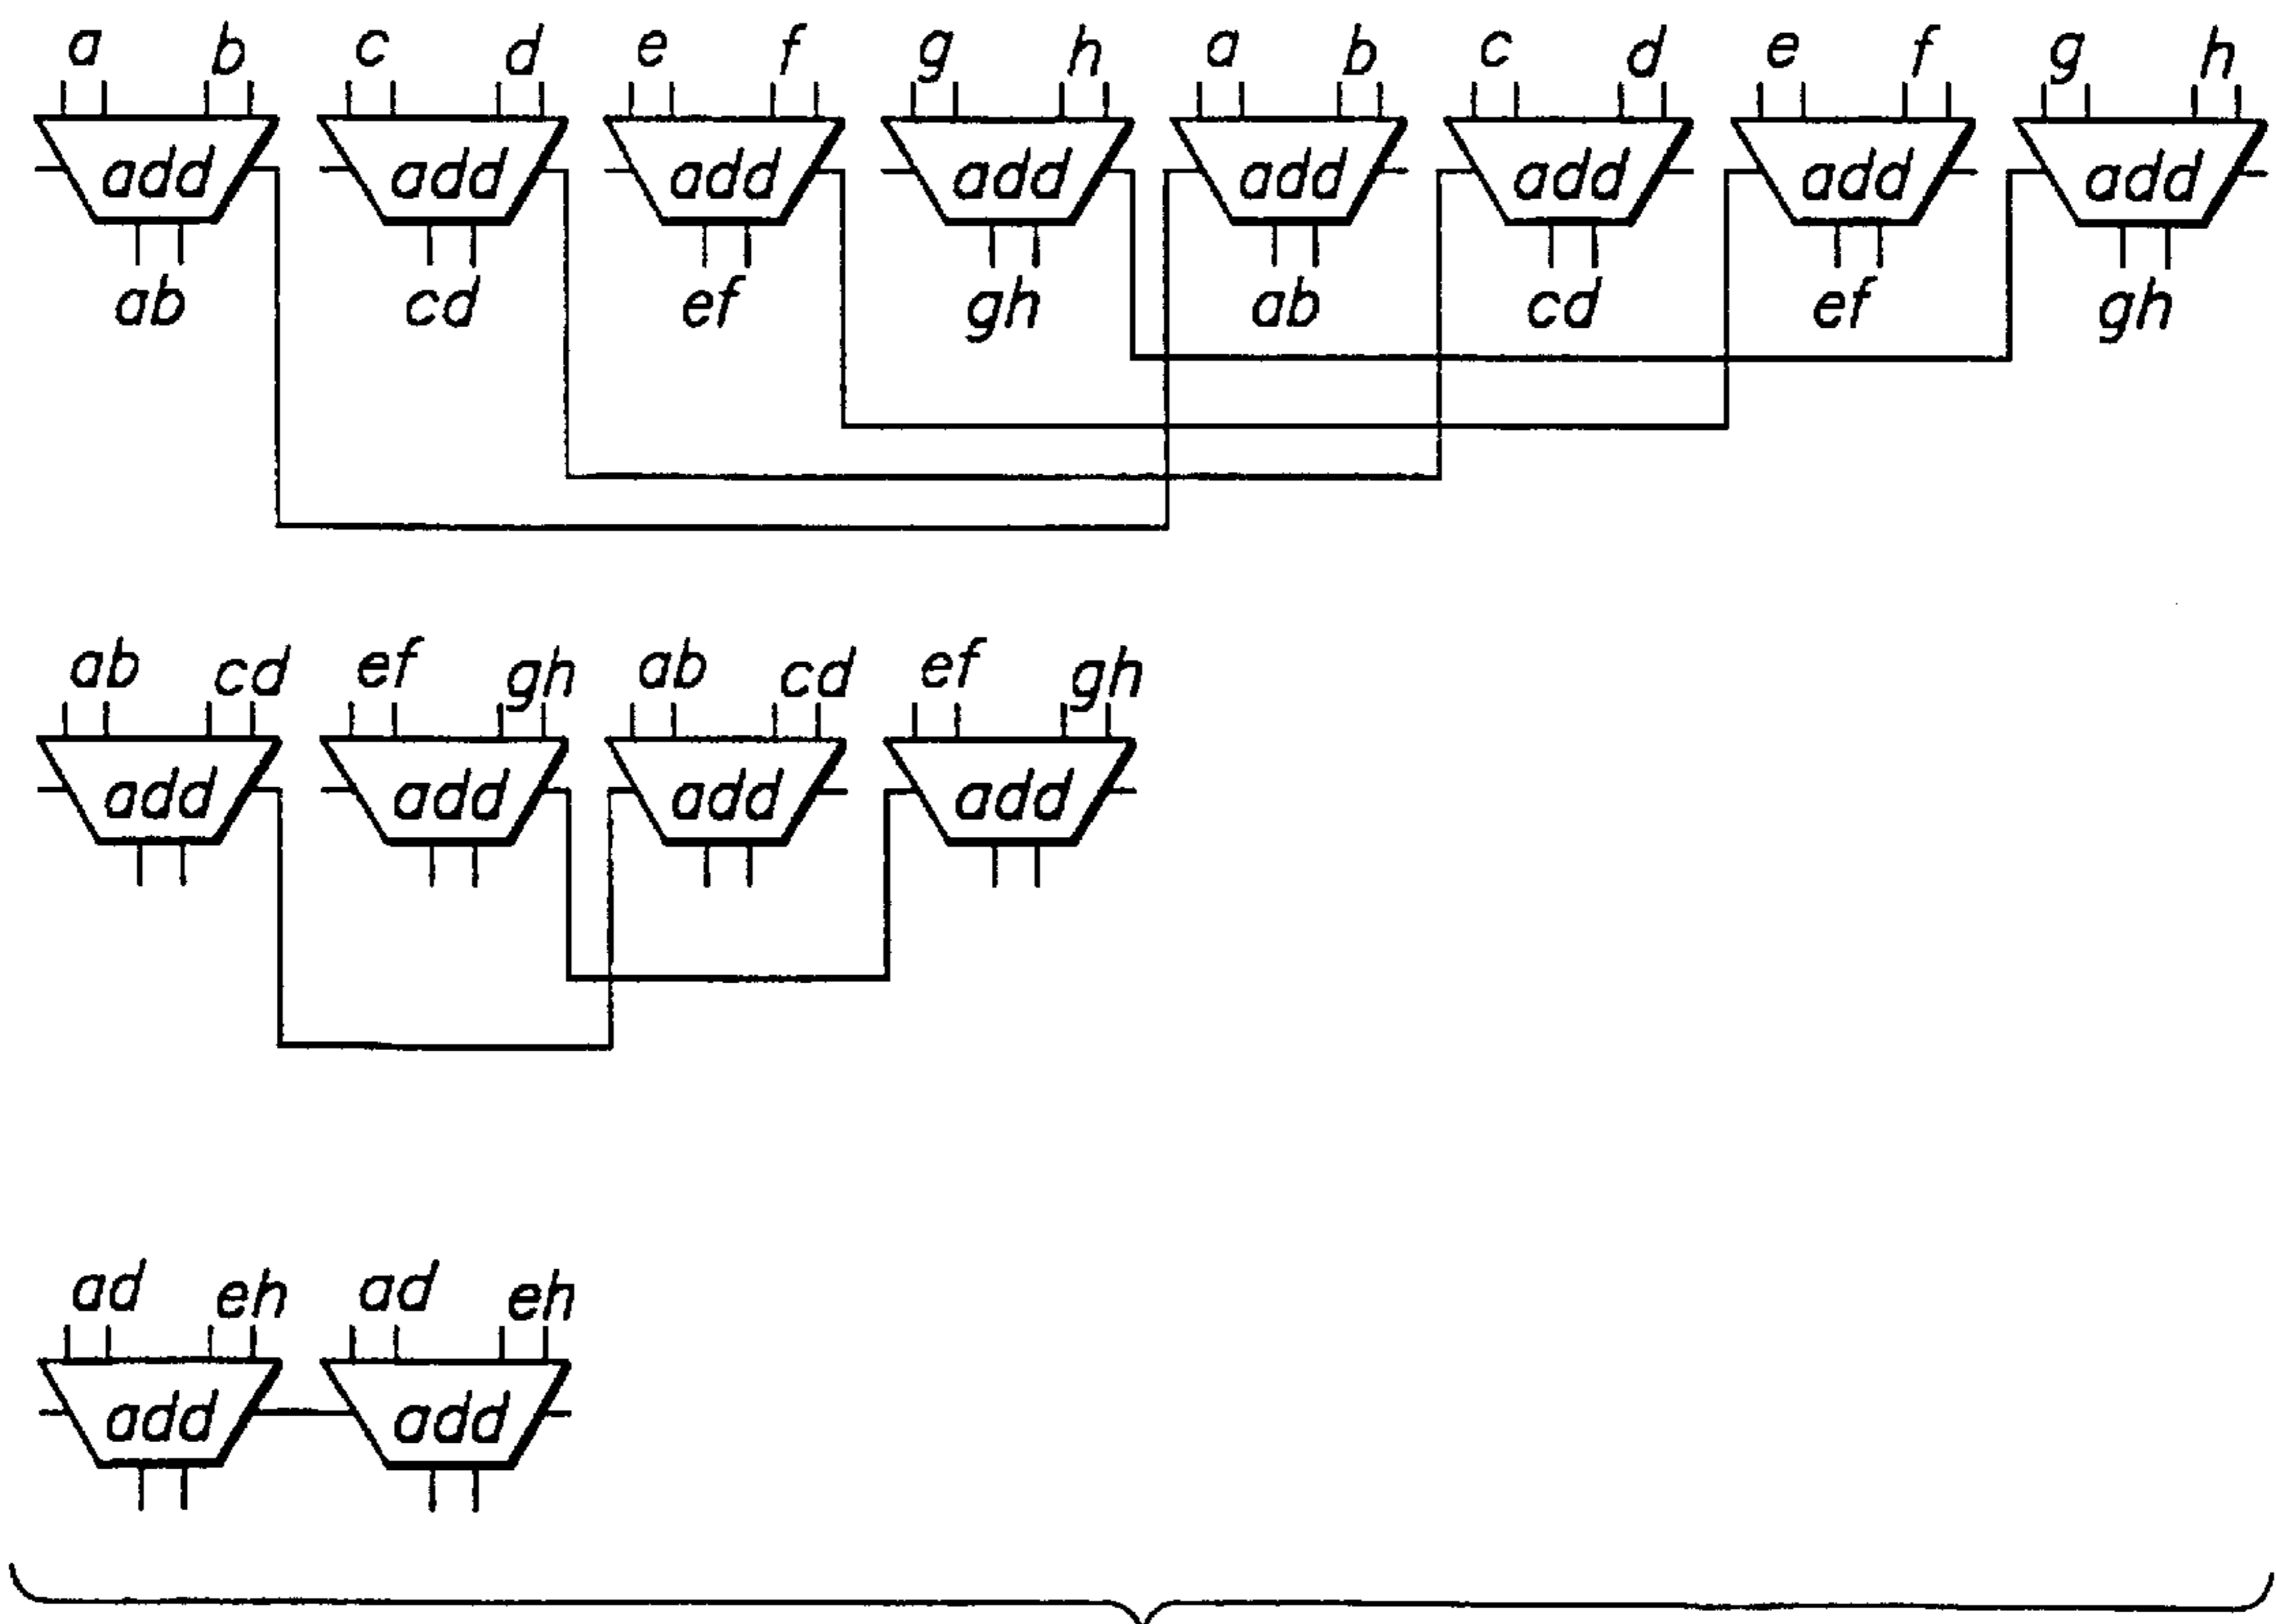 a b c d e f g h a b c d e f g h
add add add add add add add add
ab cd ef gh ab cd ef gh
ab cd ef gh ab cd ef gh
add add add add
ad eh ad eh
add add